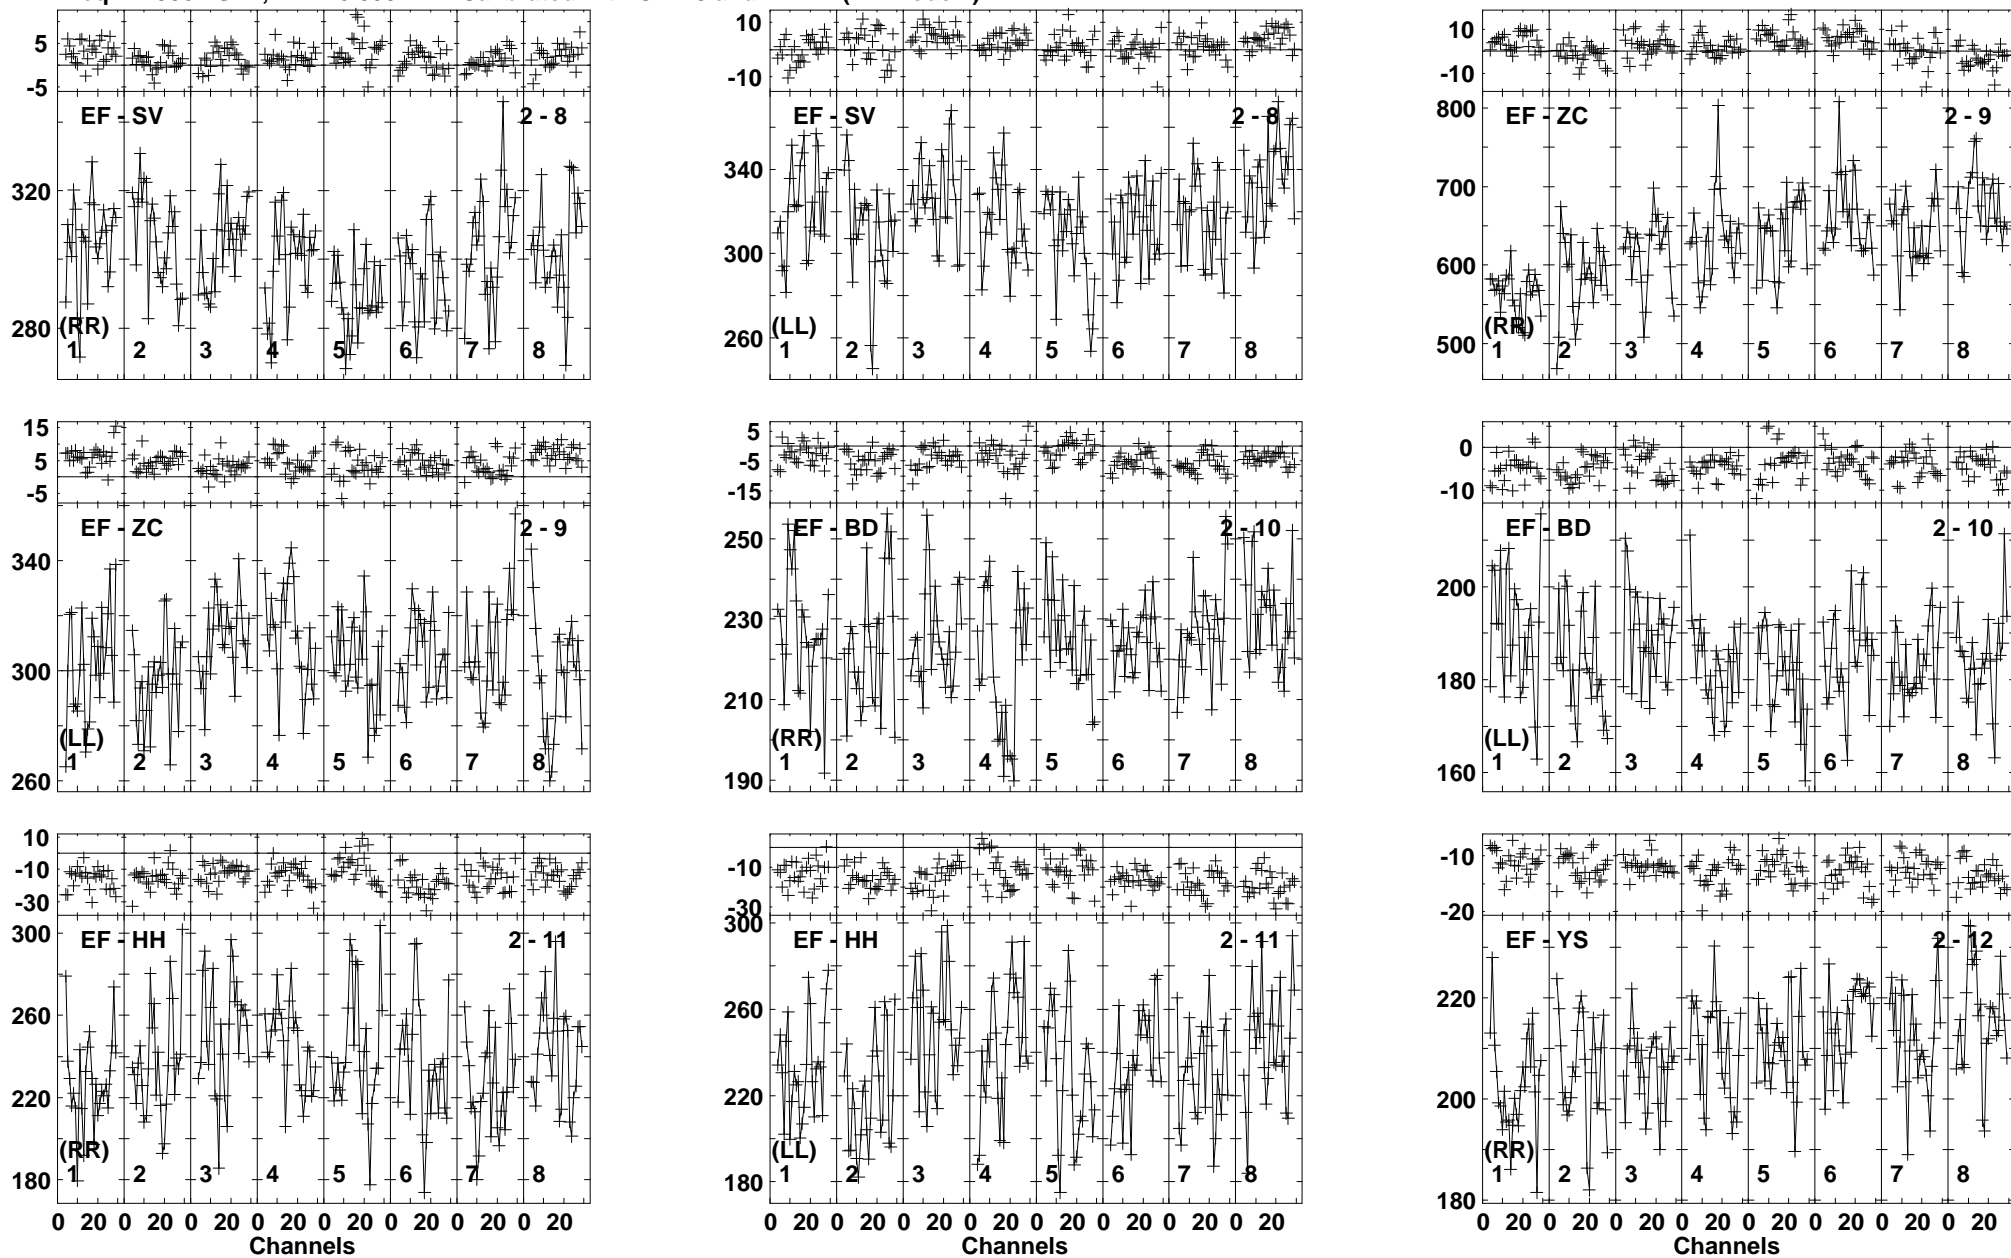 5 10 10
-5 -10 -10
EF - SV 2 - 8 EF - SV 2 - 8 EF - ZC 2 - 9
320 280 340 300 260 800 700 600 500
(RR) (LL) (RR)
1 2 3 4 5 6 7 8 1 2 3 4 5 6 7 8 1 2 3 4 5 6 7 8
15 5 -5 5 -5 -15 0 -10
EF - ZC 2 - 9 EF - BD 2 - 10 EF - BD 2 - 10
340 300 260 250 230 210 190 200 180 160
(LL) (RR) (LL)
1 2 3 4 5 6 7 8 1 2 3 4 5 6 7 8 1 2 3 4 5 6 7 8
10 -10 -30 -10 -30 -10 -20
EF - HH 2 - 11 EF - HH 2 - 11 EF - YS 2 - 12
300 260 220 180 300 260 220 180 220 200 180
(RR) (LL) (RR)
1 2 3 4 5 6 7 8 1 2 3 4 5 6 7 8 1 2 3 4 5 6 7 8
0 20 0 20 0 20 0 20 0 20 0 20 0 20 0 20 0 20 0 20 0 20 0 20 0 20 0 20 0 20 0 20 0 20 0 20 0 20 0 20 0 20 0 20 0 20 0 20
Channels Channels Channels